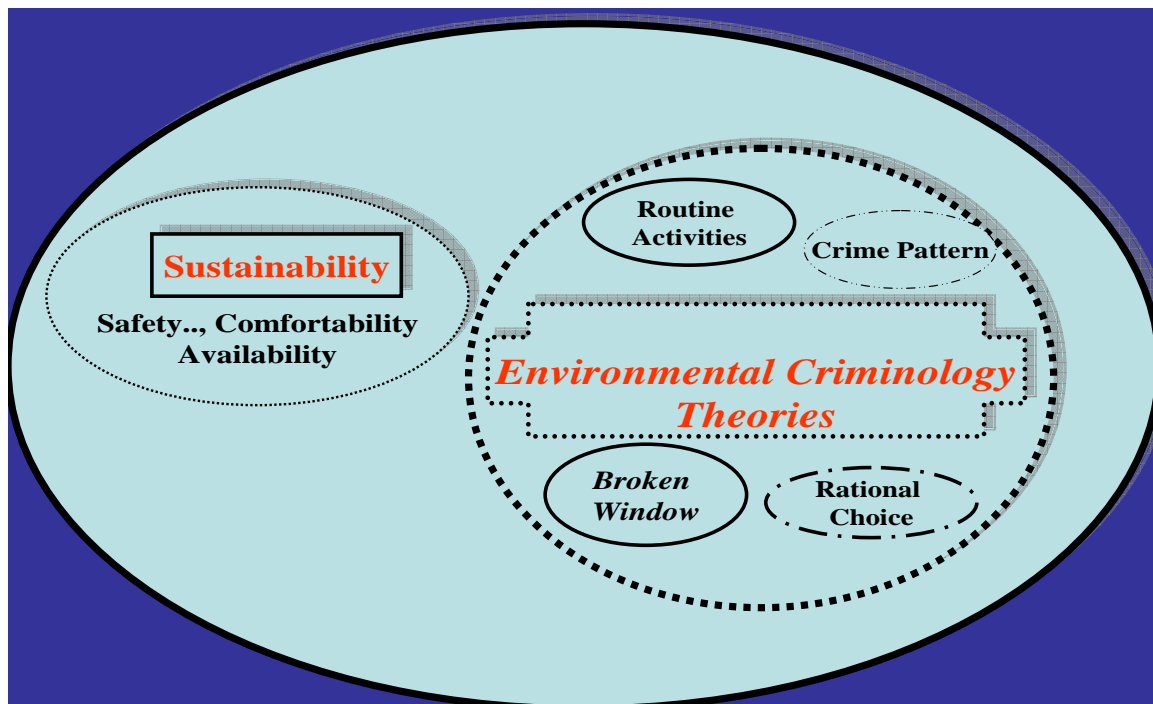 Sustainability
Safety.., Comfortability
Availability
Routine
Activities
Crime Pattern
Environmental Criminology
Theories
Broken
Window
Rational
Choice